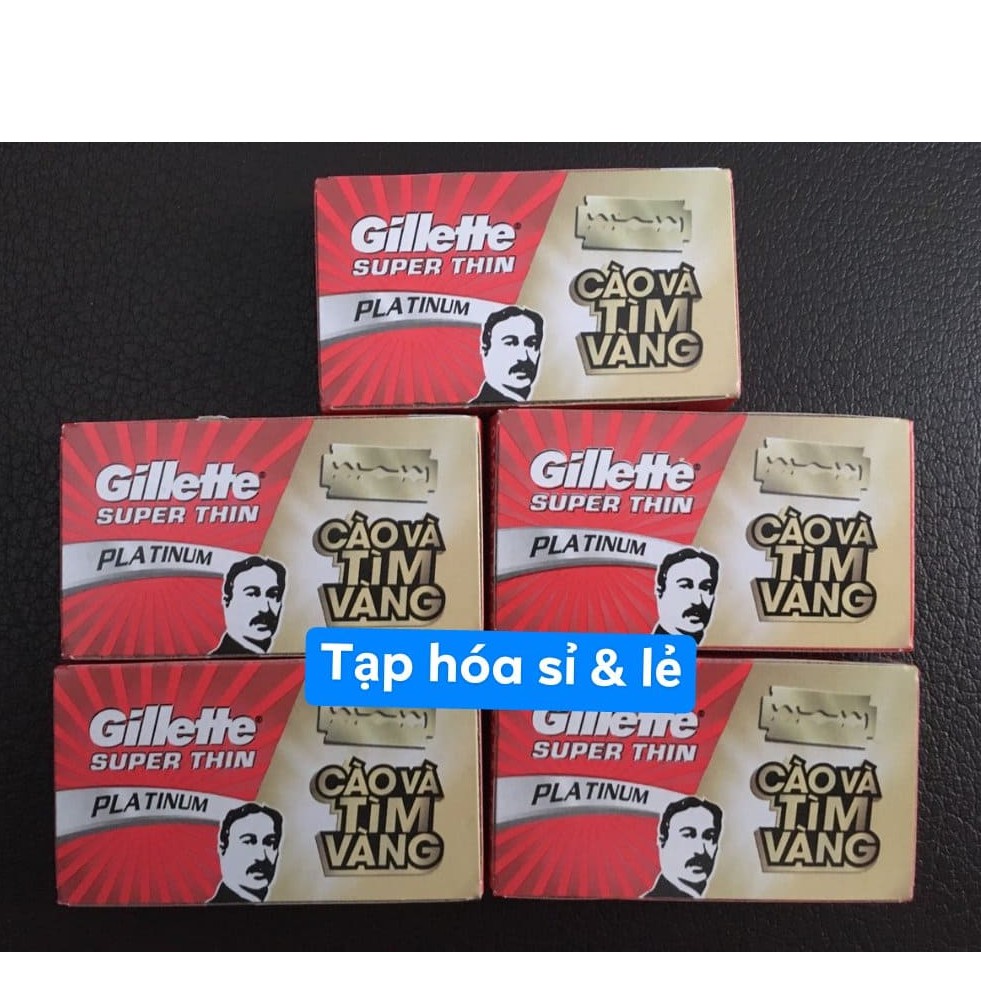 Gillette®
SUPER THIN
PLATINUM
CÀO VÀ
TÌM
VÀNG
Gillette®
SUPER THIN
PLATINUM
CÀO VÀ
TÌM
VÀNG
Gillette®
SUPER THIN
PLATINUM
CÀO VÀ
TÌM
VÀNG
Tạp hóa sỉ & lẻ
Gillette®
SUPER THIN
PLATINUM
CÀO VÀ
TÌM
VÀNG
Gillette
SUPER THIN
PLATINUM
CÀO VÀ
TÌM
VÀNG